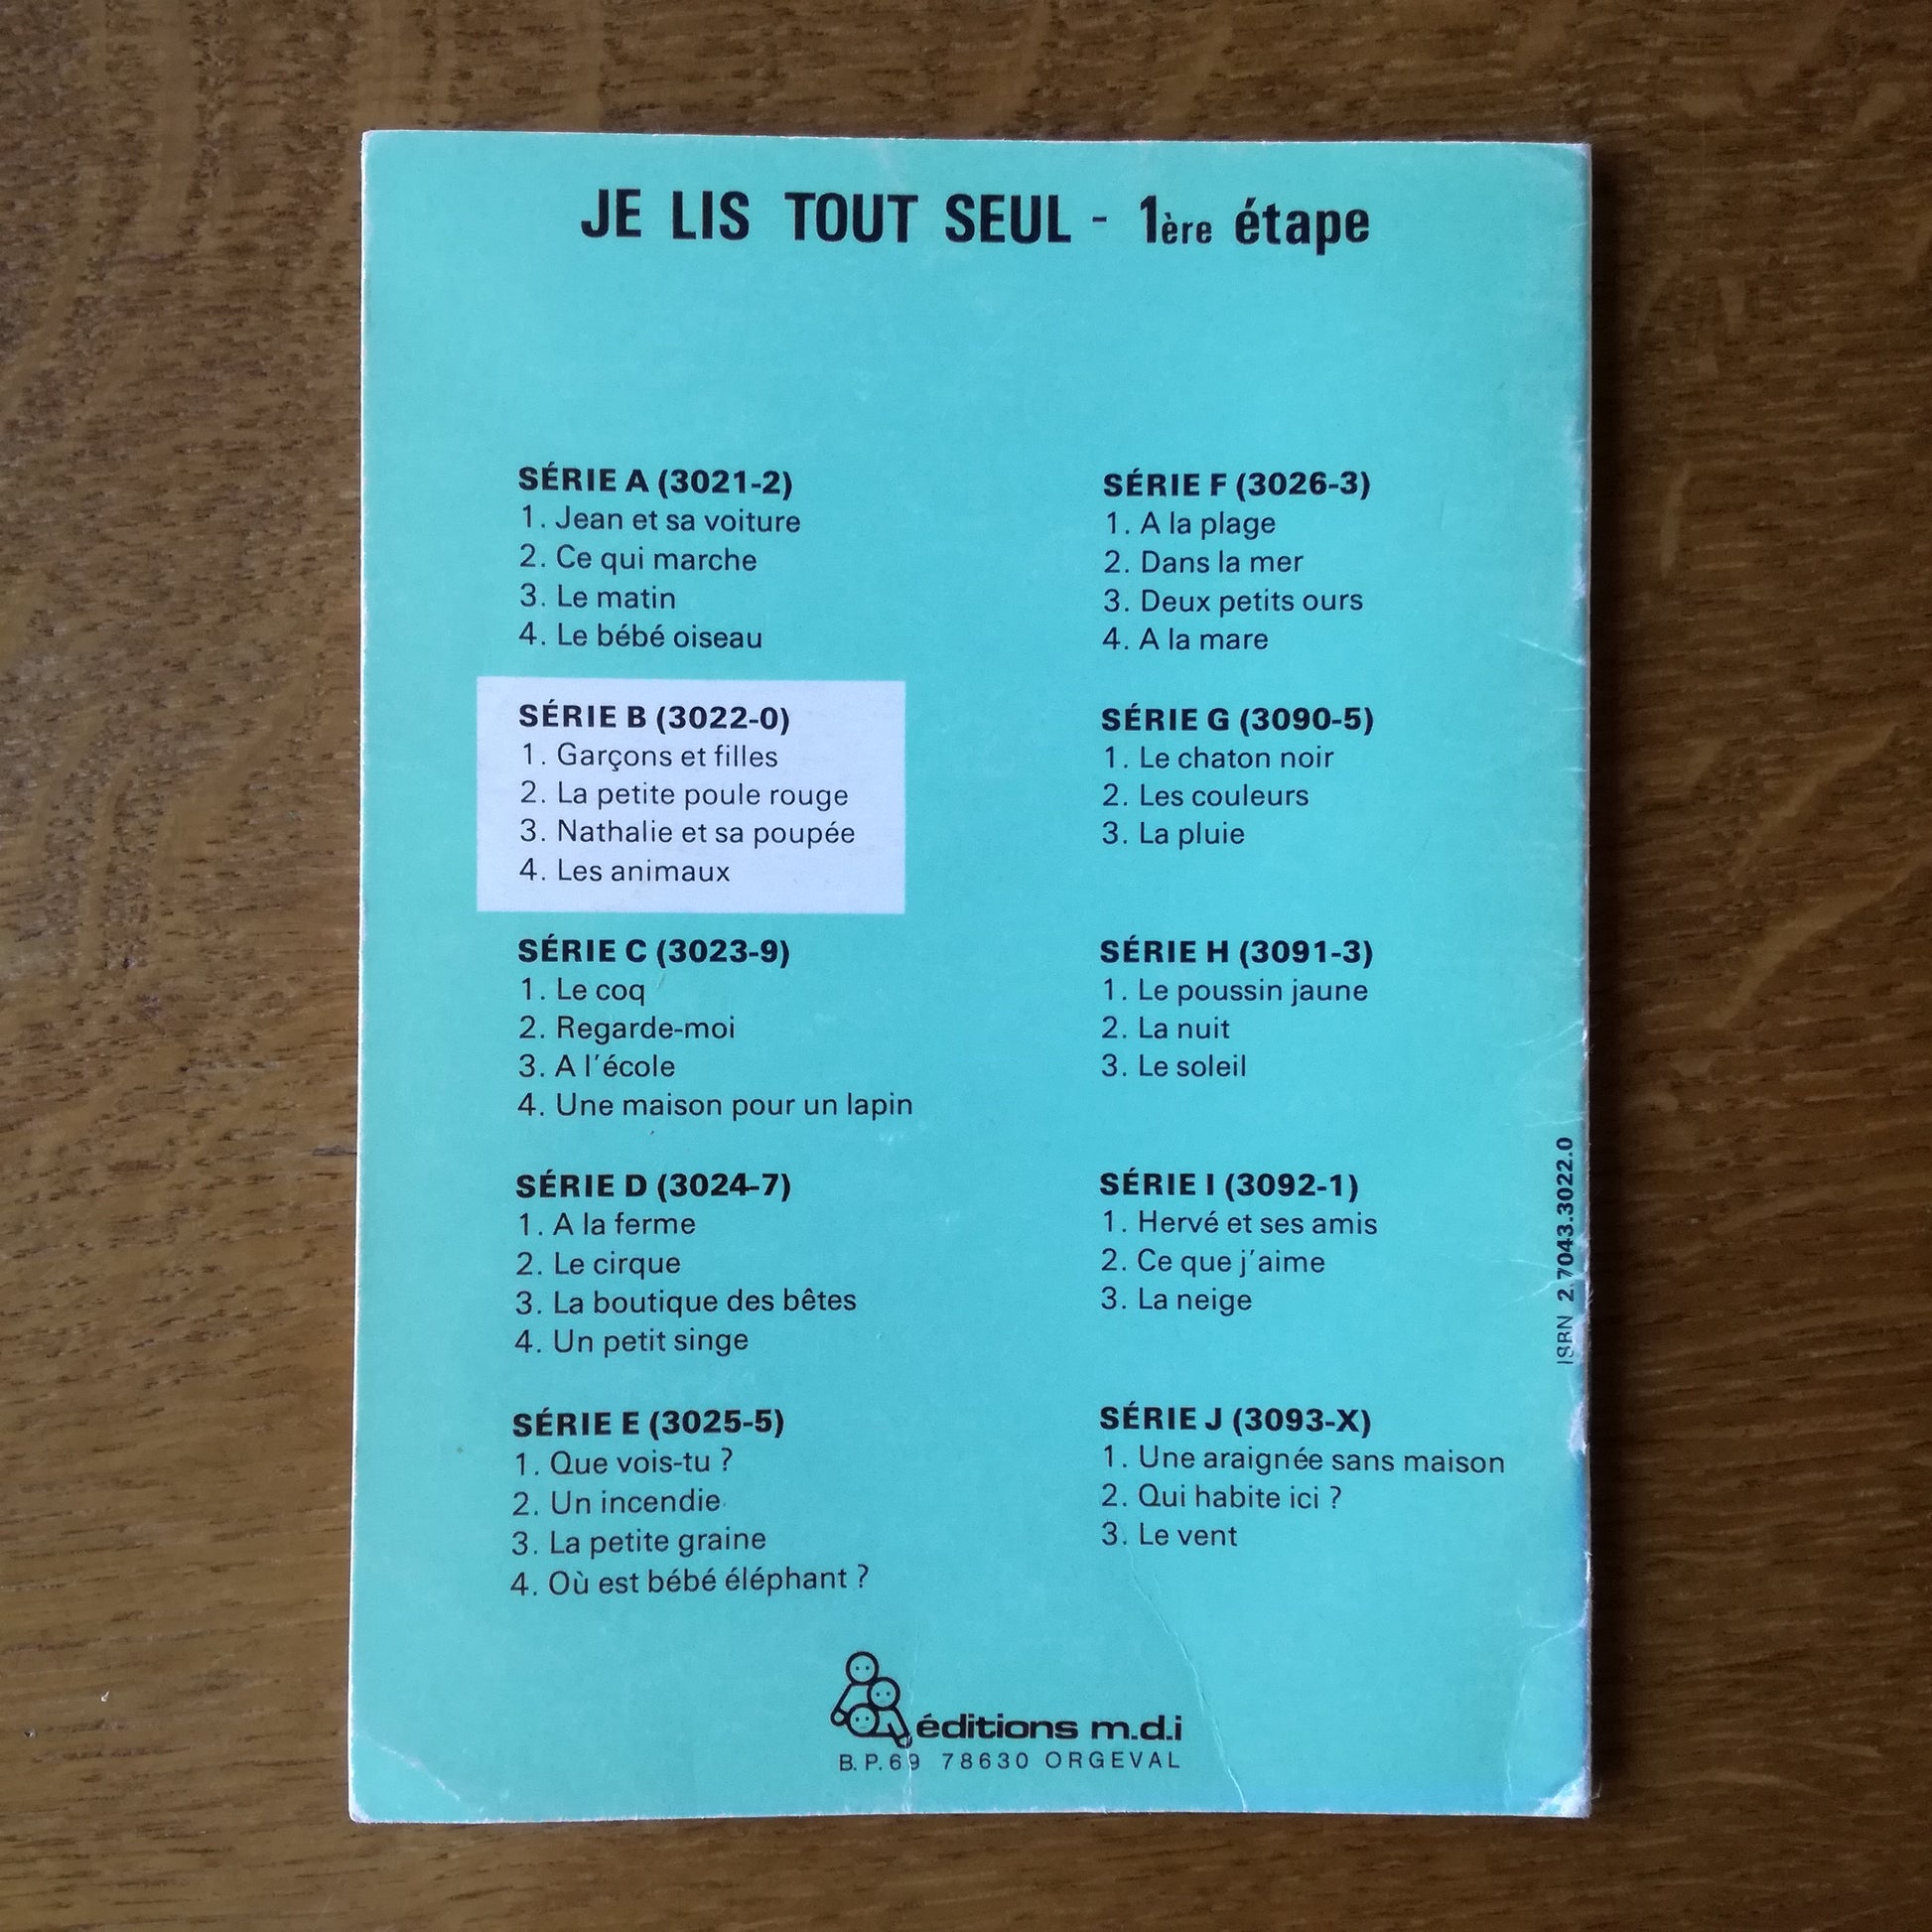 JE LIS TOUT SEUL - 1ère étape
SÉRIE A (3021-2)
1. Jean et sa voiture
2. Ce qui marche
3. Le matin
4. Le bébé oiseau
SÉRIE B (3022-0)
1. Garçons et filles
2. La petite poule rouge
3. Nathalie et sa poupée
4. Les animaux
SÉRIE C (3023-9)
1. Le coq
2. Regarde-moi
3. A l'école
4. Une maison pour un lapin
SÉRIE D (3024-7)
1. A la ferme
2. Le cirque
3. La boutique des bêtes
4. Un petit singe
SÉRIE E (3025-5)
1. Que vois-tu ?
2. Un incendie
3. La petite graine
4. Où est bébé éléphant ?
SÉRIE F (3026-3)
1. A la plage
2. Dans la mer
3. Deux petits ours
4. A la mare
SÉRIE G (3090-5)
1. Le chaton noir
2. Les couleurs
3. La pluie
SÉRIE H (3091-3)
1. Le poussin jaune
2. La nuit
3. Le soleil
SÉRIE I (3092-1)
1. Hervé et ses amis
2. Ce que j'aime
3. La neige
SÉRIE J (3093-X)
1. Une araignée sans maison
2. Qui habite ici ?
3. Le vent
ISBN 2.7043.3022.0
éditions m.d.i
B.P. 69 78630 ORGEVAL